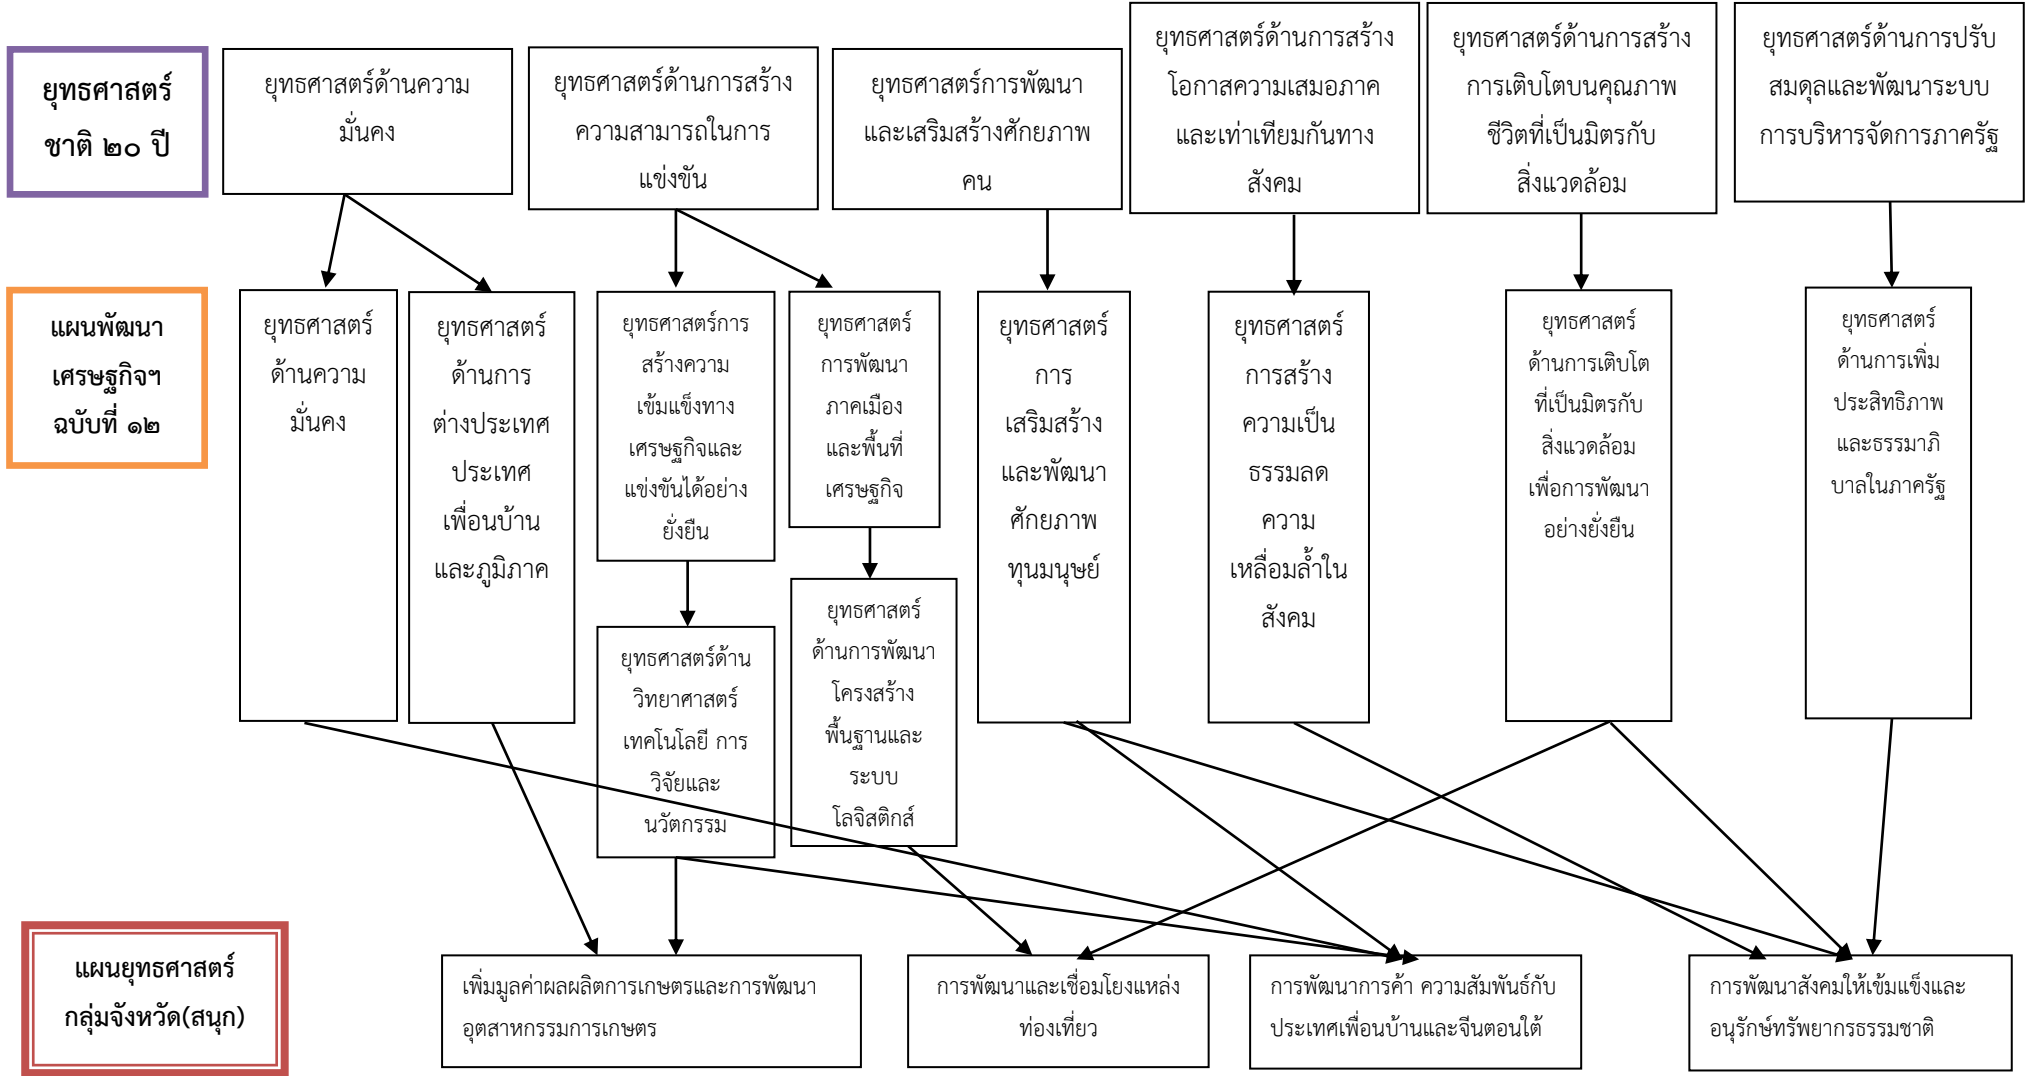 ยุทธศาสตร์
ชาติ ๒๐ ปี
ยุทธศาสตร์ด้านความ
มั่นคง
ยุทธศาสตร์ด้านการสร้าง
ความสามารถในการ
แข่งขัน
ยุทธศาสตร์การพัฒนา
และเสริมสร้างศักยภาพ
คน
ยุทธศาสตร์ด้านการสร้าง
โอกาสความเสมอภาค
และเท่าเทียมกันทาง
สังคม
ยุทธศาสตร์ด้านการสร้าง
การเติบโตบนคุณภาพ
ชีวิตที่เป็นมิตรกับ
สิ่งแวดล้อม
ยุทธศาสตร์ด้านการปรับ
สมดุลและพัฒนาระบบ
การบริหารจัดการภาครัฐ
แผนพัฒนา
เศรษฐกิจฯ
ฉบับที่ ๑๒
ยุทธศาสตร์
ด้านความ
มั่นคง
ยุทธศาสตร์
ด้านการ
ต่างประเทศ
ประเทศ
เพื่อนบ้าน
และภูมิภาค
ยุทธศาสตร์การ
สร้างความ
เข้มแข็งทาง
เศรษฐกิจและ
แข่งขันได้อย่าง
ยั่งยืน
ยุทธศาสตร์
การพัฒนา
ภาคเมือง
และพื้นที่
เศรษฐกิจ
ยุทธศาสตร์
การ
เสริมสร้าง
และพัฒนา
ศักยภาพ
ทุนมนุษย์
ยุทธศาสตร์
การสร้าง
ความเป็น
ธรรมลด
ความ
เหลื่อมล้ำใน
สังคม
ยุทธศาสตร์
ด้านการเติบโต
ที่เป็นมิตรกับ
สิ่งแวดล้อม
เพื่อการพัฒนา
อย่างยั่งยืน
ยุทธศาสตร์
ด้านการเพิ่ม
ประสิทธิภาพ
และธรรมาภิ
บาลในภาครัฐ
ยุทธศาสตร์ด้าน
วิทยาศาสตร์
เทคโนโลยี การ
วิจัยและ
นวัตกรรม
ยุทธศาสตร์
ด้านการพัฒนา
โครงสร้าง
พื้นฐานและ
ระบบ
โลจิสติกส์
แผนยุทธศาสตร์
กลุ่มจังหวัด(สนุก)
เพิ่มมูลค่าผลผลิตการเกษตรและการพัฒนา
อุตสาหกรรมการเกษตร
การพัฒนาและเชื่อมโยงแหล่ง
ท่องเที่ยว
การพัฒนาการค้า ความสัมพันธ์กับ
ประเทศเพื่อนบ้านและจีนตอนใต้
การพัฒนาสังคมให้เข้มแข็งและ
อนุรักษ์ทรัพยากรธรรมชาติ